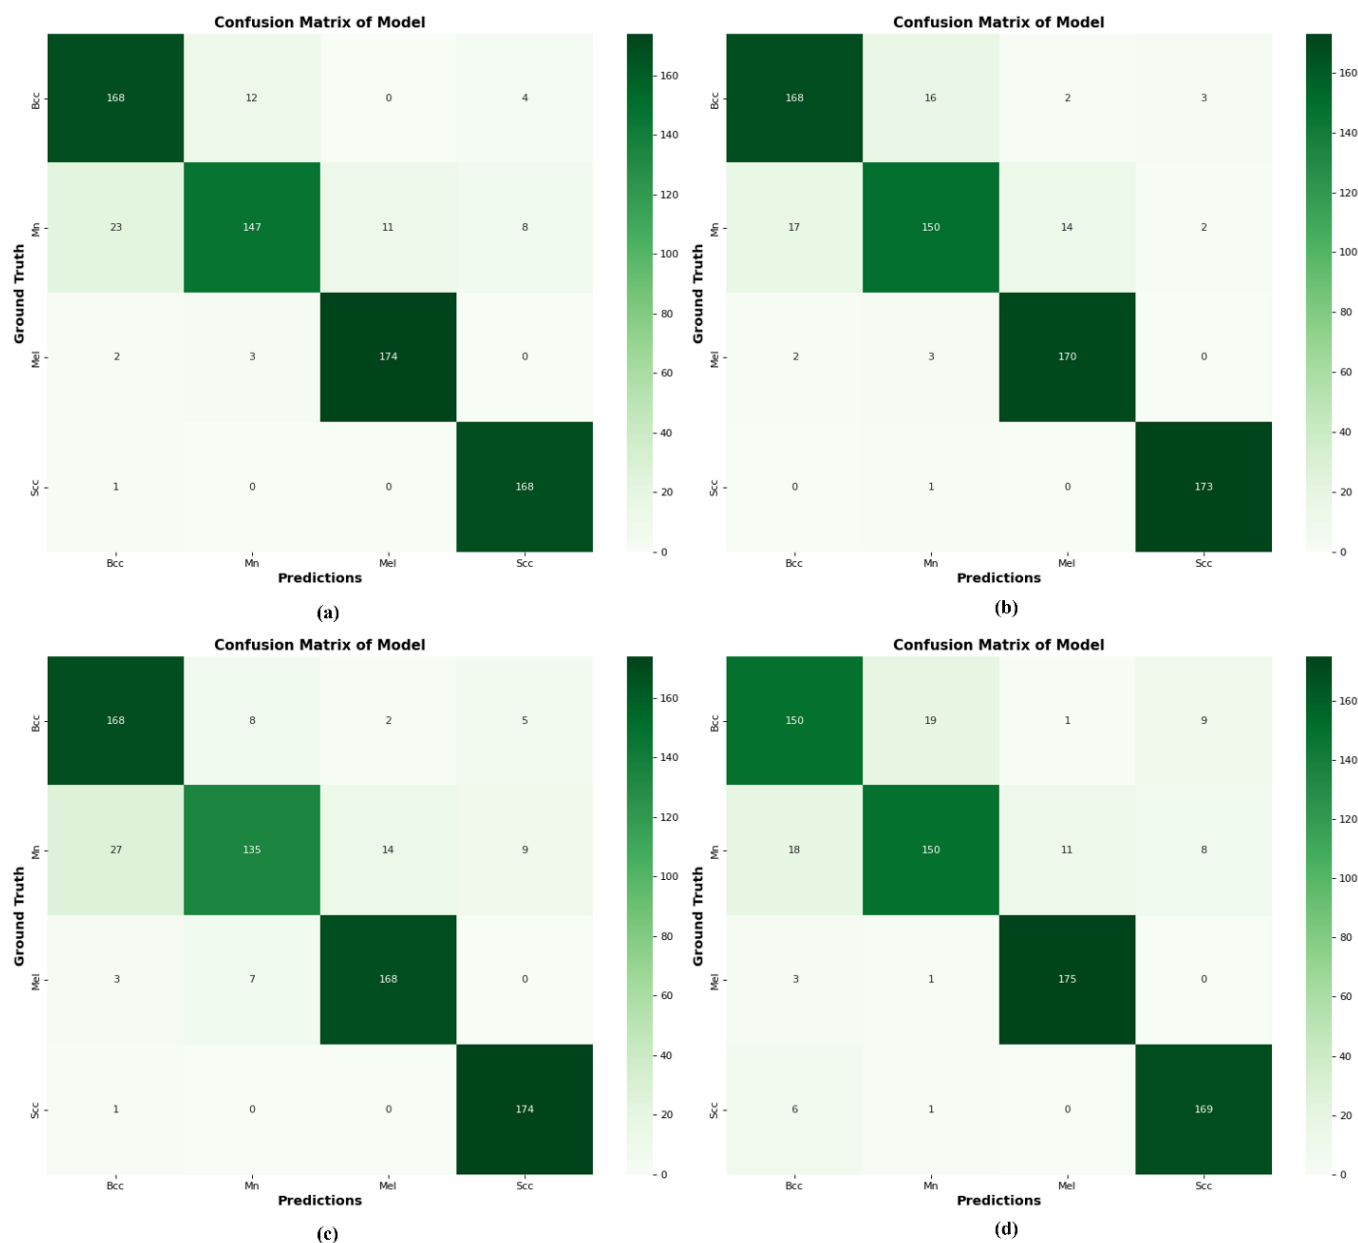 Confusion Matrix of Model
Bcc 168 12 0 4
Mn 23 147 11 8
Mel 2 3 174 0
Scc 1 0 0 168
Bcc Mn Mel Scc
Ground Truth
Predictions
160
140
120
100
80
60
40
20
0
(a)
Confusion Matrix of Model
Bcc 168 16 2 3
Mn 17 150 14 2
Mel 2 3 170 0
Scc 0 1 0 173
Bcc Mn Mel Scc
Predictions
160
140
120
100
80
60
40
20
0
(b)
Confusion Matrix of Model
Bcc 168 8 2 5
Mn 27 135 14 9
Mel 3 7 168 0
Scc 1 0 0 174
Bcc Mn Mel Scc
Ground Truth
Predictions
160
140
120
100
80
60
40
20
0
(c)
Confusion Matrix of Model
Bcc 150 19 1 9
Mn 18 150 11 8
Mel 3 1 175 0
Scc 6 1 0 169
Bcc Mn Mel Scc
Ground Truth
Predictions
160
140
120
100
80
60
40
20
0
(d)